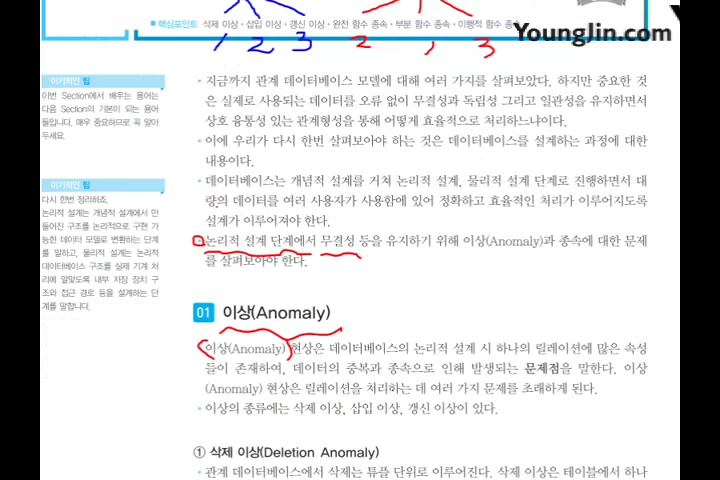 ■ 핵심포인트 삭제 이상 • 삽입 이상 • 갱신 이상 • 완전 함수 종속 • 부분 함수 종속 • 이행적 함수 종속
1 2 3 2 1 3
YoungJin.com
이기적인 팁
이번 Section에서 배우는 용어는
다음 Section의 기본이 되는 용어
들입니다. 매우 중요하므로 꼭 알아
두세요.
• 지금까지 관계 데이터베이스 모델에 대해 여러 가지를 살펴보았다. 하지만 중요한 것
은 실제로 사용되는 데이터를 오류 없이 무결성과 독립성 그리고 일관성을 유지하면서
상호 융통성 있는 관계형성을 통해 어떻게 효율적으로 처리하느냐이다.
• 이에 우리가 다시 한번 살펴보아야 하는 것은 데이터베이스를 설계하는 과정에 대한
내용이다.
이기적인 팁
다시 한번 정리하죠.
논리적 설계는 개념적 설계에서 만
들어진 구조를 논리적으로 구현 가
능한 데이터 모델로 변환하는 단계
를 말하고, 물리적 설계는 논리적
데이터베이스 구조를 실제 기계 처
리에 알맞도록 내부 저장 장치 구
조와 접근 경로 등을 설계하는 단
계를 말합니다.
• 데이터베이스는 개념적 설계를 거쳐 논리적 설계, 물리적 설계 단계로 진행하면서 대
량의 데이터를 여러 사용자가 사용함에 있어 정확하고 효율적인 처리가 이루어지도록
설계가 이루어져야 한다.
• 논리적 설계 단계에서 무결성 등을 유지하기 위해 이상(Anomaly)과 종속에 대한 문제
를 살펴보아야 한다.
01 이상(Anomaly)
이상(Anomaly) 현상은 데이터베이스의 논리적 설계 시 하나의 릴레이션에 많은 속성
들이 존재하여, 데이터의 중복과 종속으로 인해 발생되는 문제점을 말한다. 이상
(Anomaly) 현상은 릴레이션을 처리하는 데 여러 가지 문제를 초래하게 된다.
• 이상의 종류에는 삭제 이상, 삽입 이상, 갱신 이상이 있다.
① 삭제 이상(Deletion Anomaly)
• 관계 데이터베이스에서 삭제는 튜플 단위로 이루어진다. 삭제 이상은 테이블에서 하나